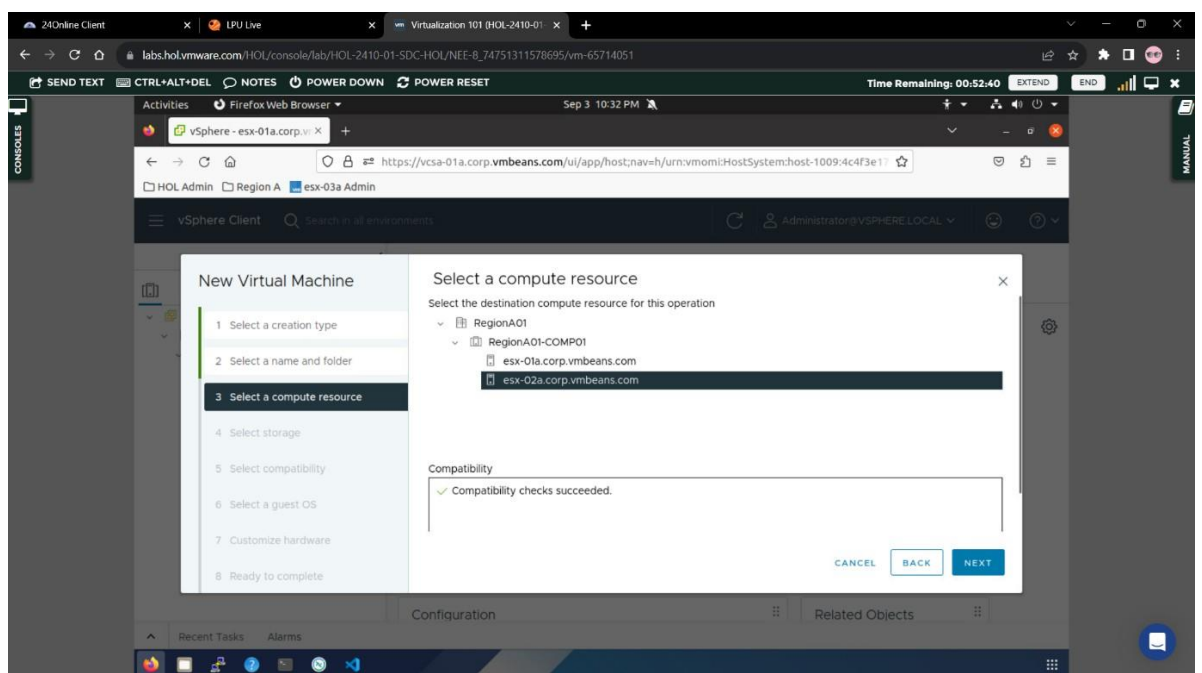 24Online Client
LPU Live
Virtualization 101 (HOL-2410-01-
labs.hol.vmware.com/HOL/console/lab/HOL-2410-01-SDC-HOL/NEE-8_74751311578695/vm-65714051
SEND TEXT CTRL+ALT+DEL NOTES POWER DOWN POWER RESET Time Remaining: 00:52:40 EXTEND END
CONSOLES
MANUAL
Activities Firefox Web Browser Sep 3 10:32 PM
vSphere - esx-01a.corp.v
https://vcsa-01a.corp.vmbeans.com/ui/app/host;nav=h/urn:vmomi:HostSystem:host-1009:4c4f3e17
HOL Admin Region A esx-03a Admin
vSphere Client Search in all environments Administrator@VSPHERE.LOCAL
New Virtual Machine
1 Select a creation type
2 Select a name and folder
3 Select a compute resource
4 Select storage
5 Select compatibility
6 Select a guest OS
7 Customize hardware
8 Ready to complete
Select a compute resource
Select the destination compute resource for this operation
RegionA01
RegionA01-COMP01
esx-01a.corp.vmbeans.com
esx-02a.corp.vmbeans.com
Compatibility
Compatibility checks succeeded.
CANCEL BACK NEXT
Configuration Related Objects
Recent Tasks Alarms